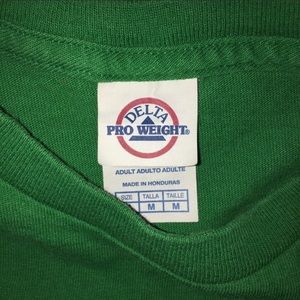 DELTA
PRO WEIGHT®
ADULT ADULTO ADULTE
MADE IN HONDURAS
SIZE TALLA TAILLE
M M